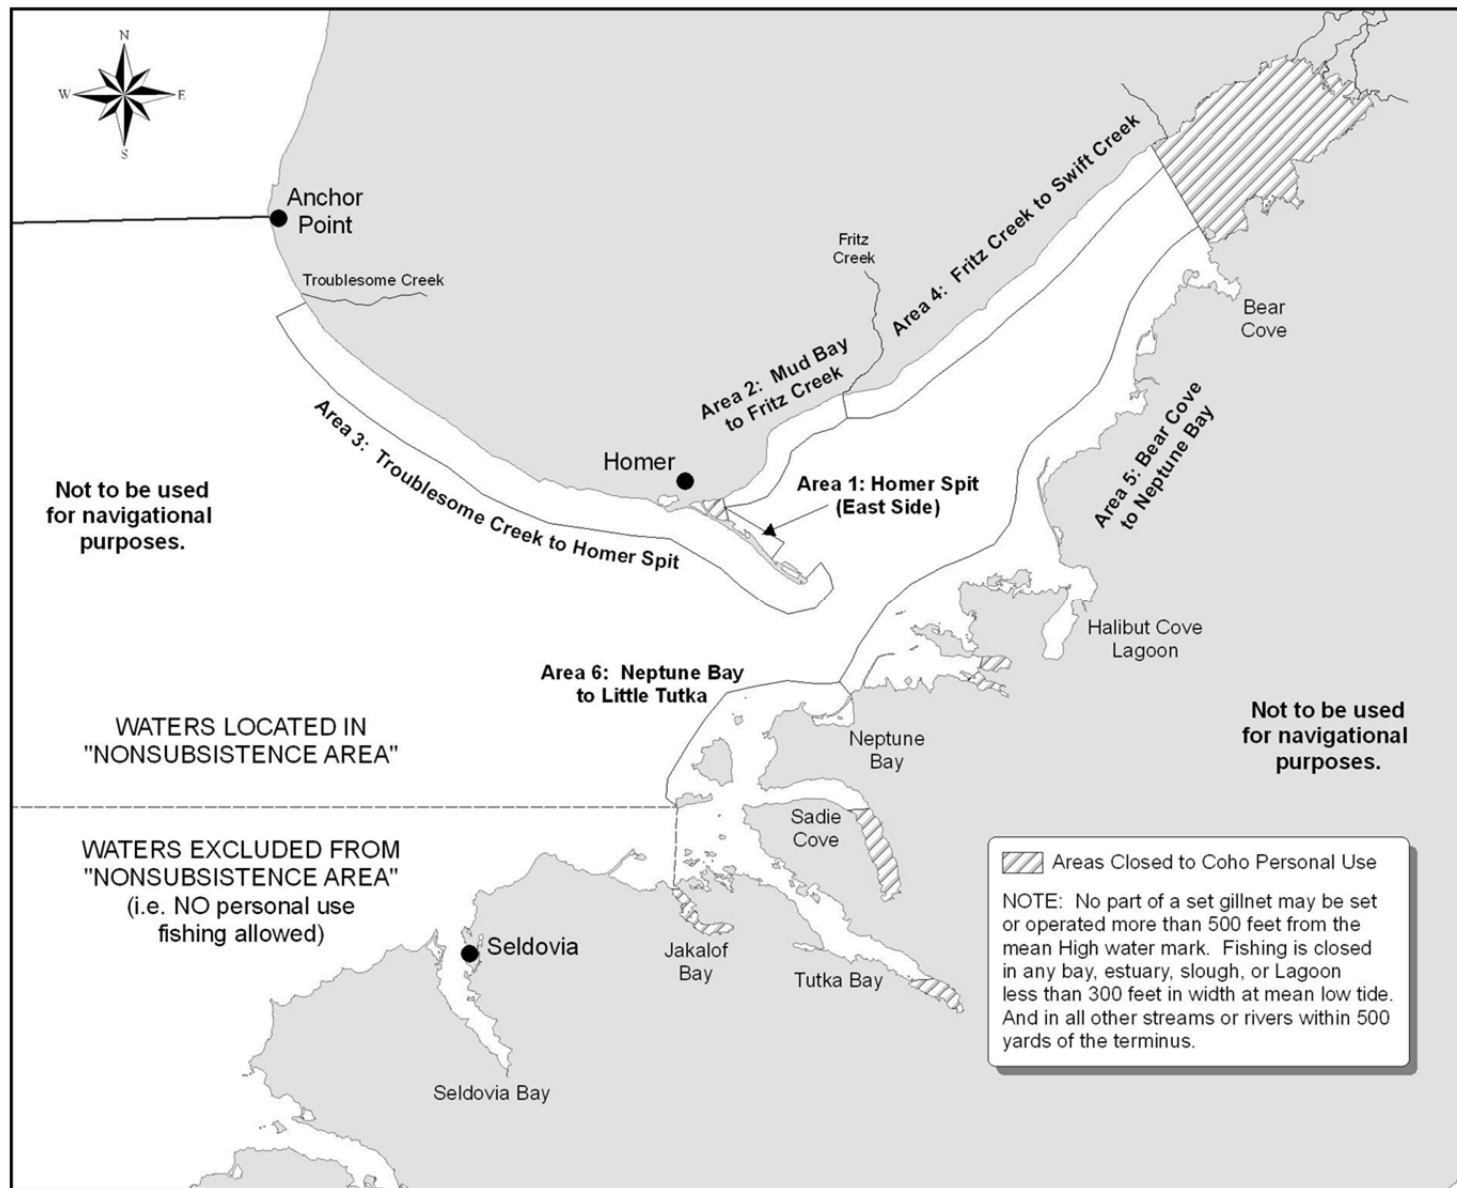 N
W
E
S
Anchor
Point
Troublesome Creek
Fritz
Creek
Area 4: Fritz Creek to Swift Creek
Bear
Cove
Area 2: Mud Bay
to Fritz Creek
Area 3: Troublesome Creek to Homer Spit
Homer
Area 1: Homer Spit
(East Side)
Area 5: Bear Cove
to Neptune Bay
Not to be used
for navigational
purposes.
Halibut Cove
Lagoon
Area 6: Neptune Bay
to Little Tutka
WATERS LOCATED IN
"NONSUBSISTENCE AREA"
Neptune
Bay
Not to be used
for navigational
purposes.
Sadie
Cove
WATERS EXCLUDED FROM
"NONSUBSISTENCE AREA"
(i.e. NO personal use
fishing allowed)
Seldovia
Jakalof
Bay
Tutka Bay
Seldovia Bay
Areas Closed to Coho Personal Use
NOTE: No part of a set gillnet may be set
or operated more than 500 feet from the
mean High water mark. Fishing is closed
in any bay, estuary, slough, or Lagoon
less than 300 feet in width at mean low tide.
And in all other streams or rivers within 500
yards of the terminus.